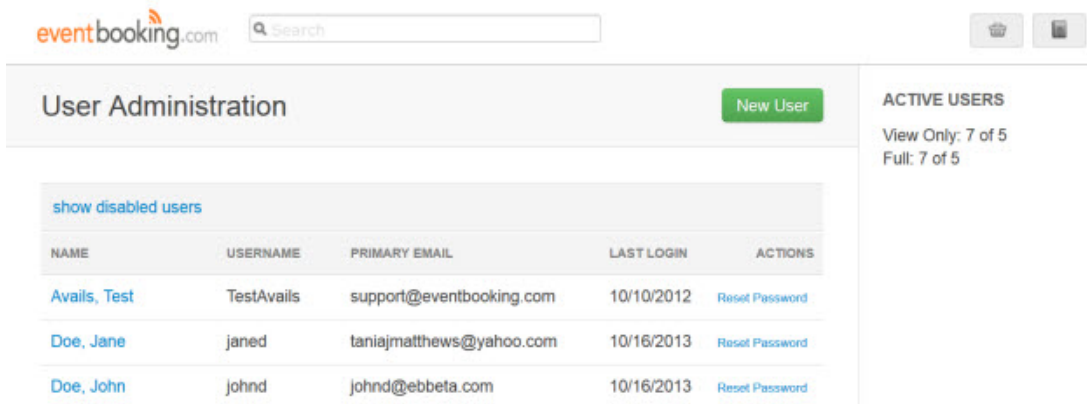 eventbooking.com
Search
User Administration
New User
ACTIVE USERS
View Only: 7 of 5
Full: 7 of 5
show disabled users
NAME USERNAME PRIMARY EMAIL LAST LOGIN ACTIONS
Avails, Test TestAvails support@eventbooking.com 10/10/2012 Reset Password
Doe, Jane janed taniajmatthews@yahoo.com 10/16/2013 Reset Password
Doe, John johnd johnd@ebbeta.com 10/16/2013 Reset Password